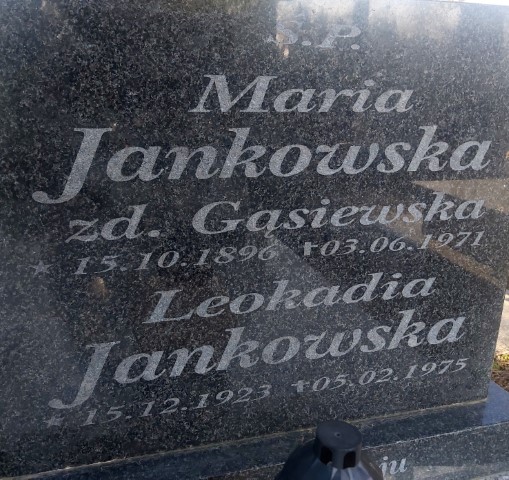 Ś.P.
Maria
Jankowska
zd. Gąsiewska
* 15.10.1896 †03.06.1971
Leokadia
Jankowska
* 15.12.1923 †05.02.1975